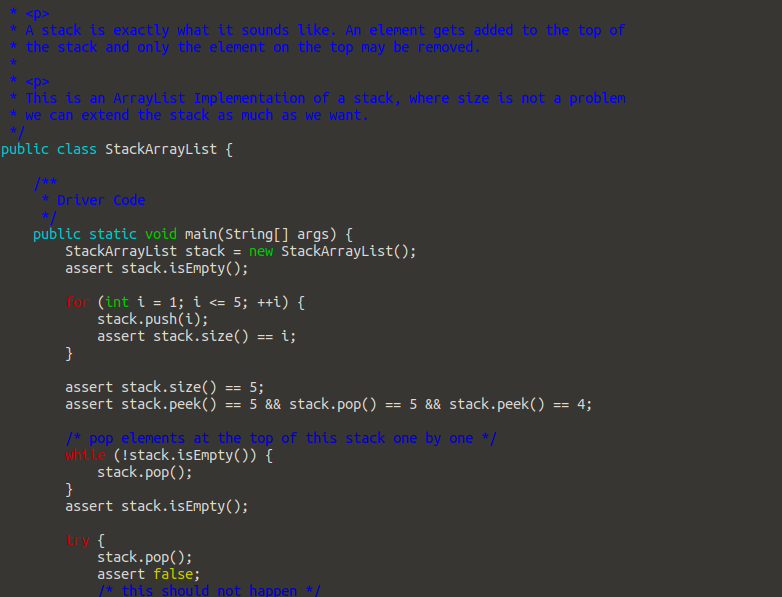 * <p>
 * A stack is exactly what it sounds like. An element gets added to the top of
 * the stack and only the element on the top may be removed.
 *
 * <p>
 * This is an ArrayList Implementation of a stack, where size is not a problem
 * we can extend the stack as much as we want.
 */
public class StackArrayList {

    /**
     * Driver Code
     */
    public static void main(String[] args) {
        StackArrayList stack = new StackArrayList();
        assert stack.isEmpty();

        for (int i = 1; i <= 5; ++i) {
            stack.push(i);
            assert stack.size() == i;
        }

        assert stack.size() == 5;
        assert stack.peek() == 5 && stack.pop() == 5 && stack.peek() == 4;

        /* pop elements at the top of this stack one by one */
        while (!stack.isEmpty()) {
            stack.pop();
        }
        assert stack.isEmpty();

        try {
            stack.pop();
            assert false;
            /* this should not happen */